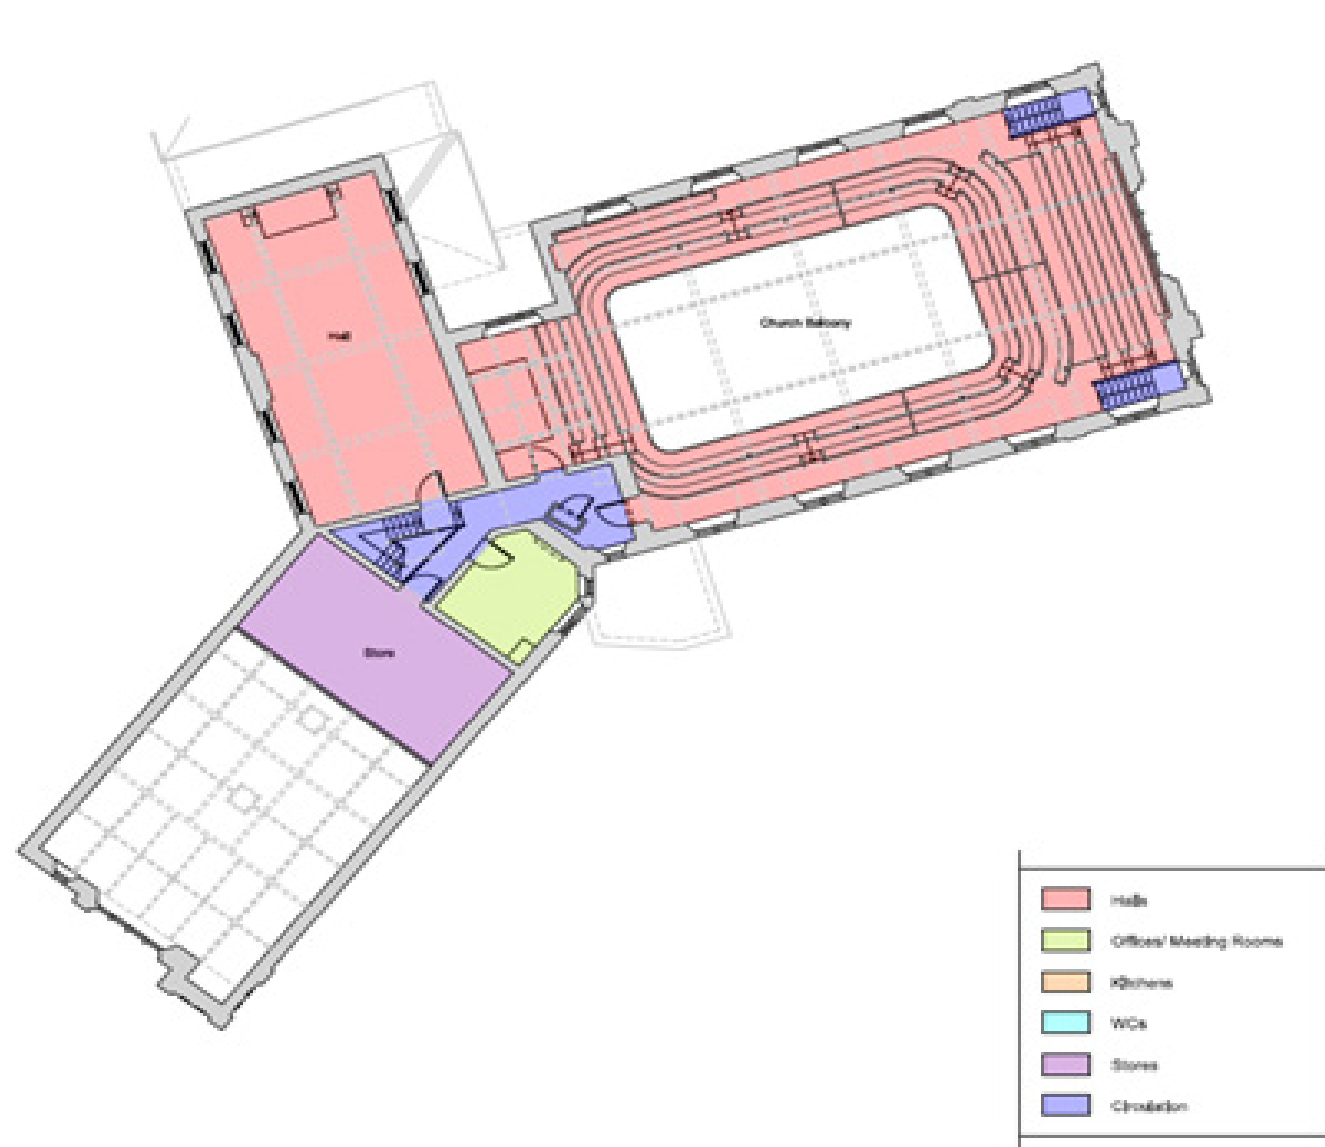 Church Balcony
Hall
Store
Halls
Offices/ Meeting Rooms
Kitchens
WCs
Stores
Circulation